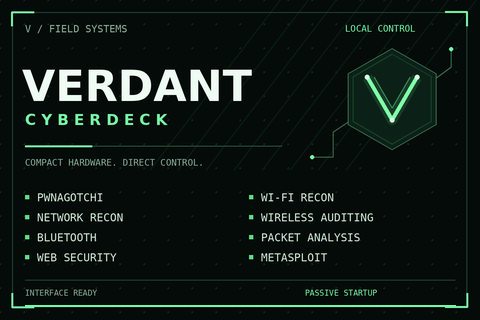 V / FIELD SYSTEMS
LOCAL CONTROL
VERDANT
CYBERDECK
COMPACT HARDWARE. DIRECT CONTROL.
PWNAGOTCHI
WI-FI RECON
NETWORK RECON
WIRELESS AUDITING
BLUETOOTH
PACKET ANALYSIS
WEB SECURITY
METASPLOIT
INTERFACE READY
PASSIVE STARTUP